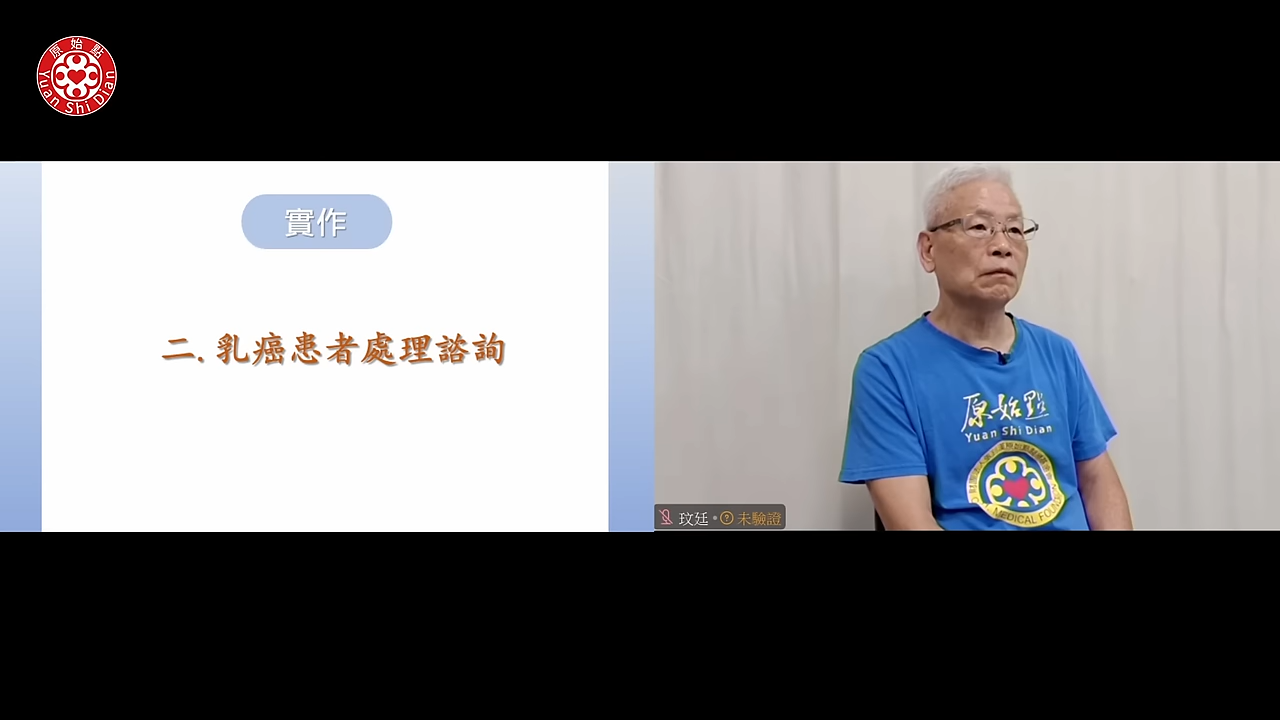 原始點
Yuan Shi Dian
實作
二.乳癌患者處理諮詢
原始點
Yuan Shi Dian
MEDICAL FOUN
玟廷 • 未驗證